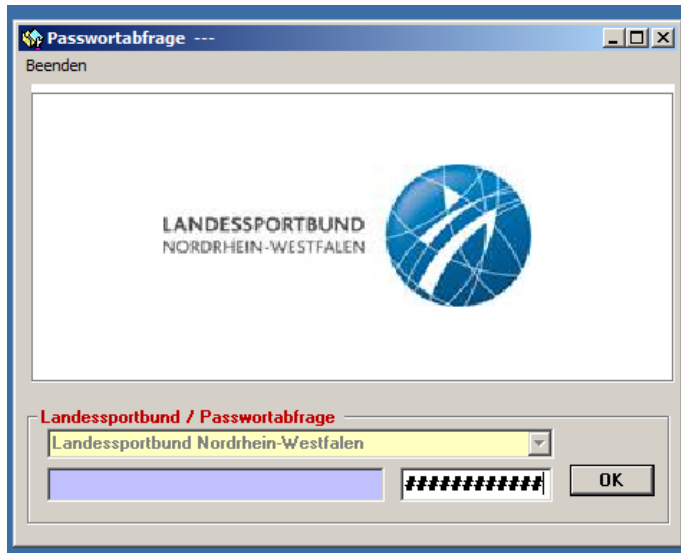 Passwortabfrage ---
Beenden
LANDESSPORTBUND
NORDRHEIN-WESTFALEN
Landessportbund / Passwortabfrage
Landessportbund Nordrhein-Westfalen
############ OK